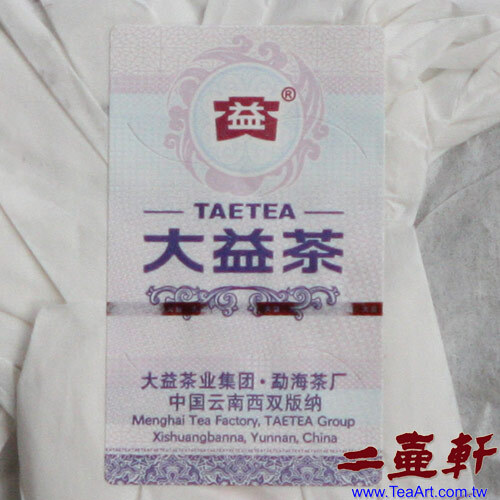 益®
TAETEA
大益茶
大益茶业集团·勐海茶厂
中国云南西双版纳
Menghai Tea Factory, TAETEA Group
Xishuangbanna, Yunnan, China
二壺軒
www.TeaArt.com.tw